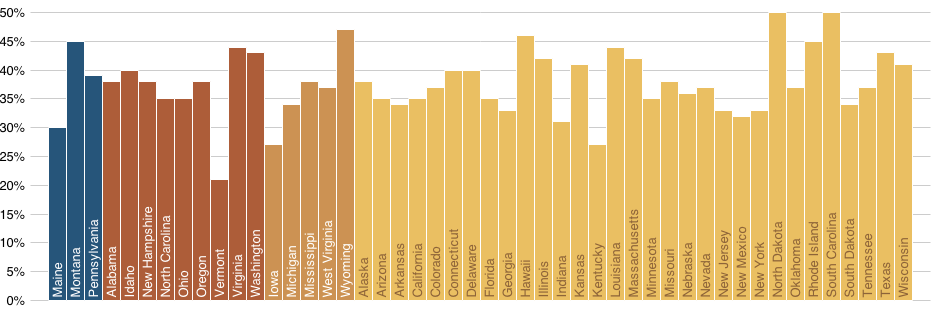 50%
45%
40%
35%
30%
25%
20%
15%
10%
5%
0%
Maine
Montana
Pennsylvania
Alabama
Idaho
New Hampshire
North Carolina
Ohio
Oregon
Vermont
Virginia
Washington
Iowa
Michigan
Mississippi
West Virginia
Wyoming
Alaska
Arizona
Arkansas
California
Colorado
Connecticut
Delaware
Florida
Georgia
Hawaii
Illinois
Indiana
Kansas
Kentucky
Louisiana
Massachusetts
Minnesota
Missouri
Nebraska
Nevada
New Jersey
New Mexico
New York
North Dakota
Oklahoma
Rhode Island
South Carolina
South Dakota
Tennessee
Texas
Wisconsin